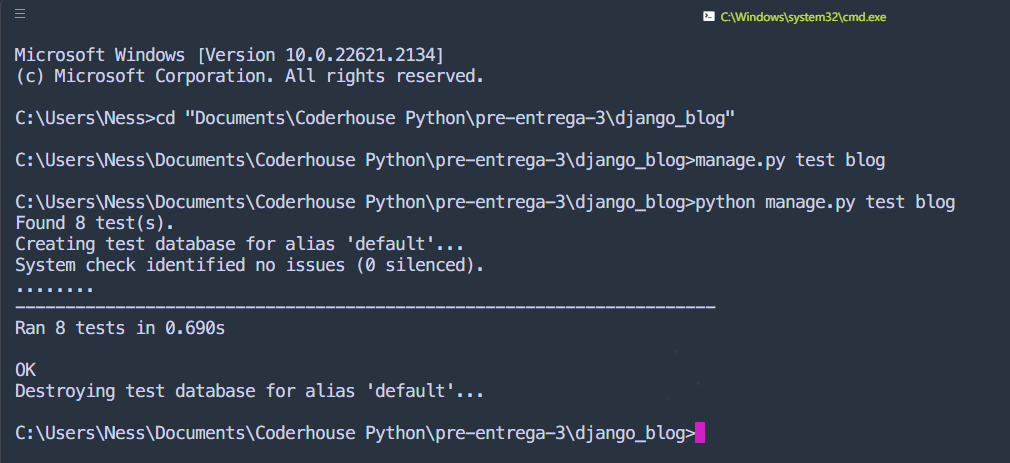 C:\Windows\system32\cmd.exe
Microsoft Windows [Version 10.0.22621.2134]
(c) Microsoft Corporation. All rights reserved.
C:\Users\Ness>cd "Documents\Coderhouse Python\pre-entrega-3\django_blog"
C:\Users\Ness\Documents\Coderhouse Python\pre-entrega-3\django_blog>manage.py test blog
C:\Users\Ness\Documents\Coderhouse Python\pre-entrega-3\django_blog>python manage.py test blog
Found 8 test(s).
Creating test database for alias 'default'...
System check identified no issues (0 silenced).
........
----------------------------------------------------------------------
Ran 8 tests in 0.690s
OK
Destroying test database for alias 'default'...
C:\Users\Ness\Documents\Coderhouse Python\pre-entrega-3\django_blog>